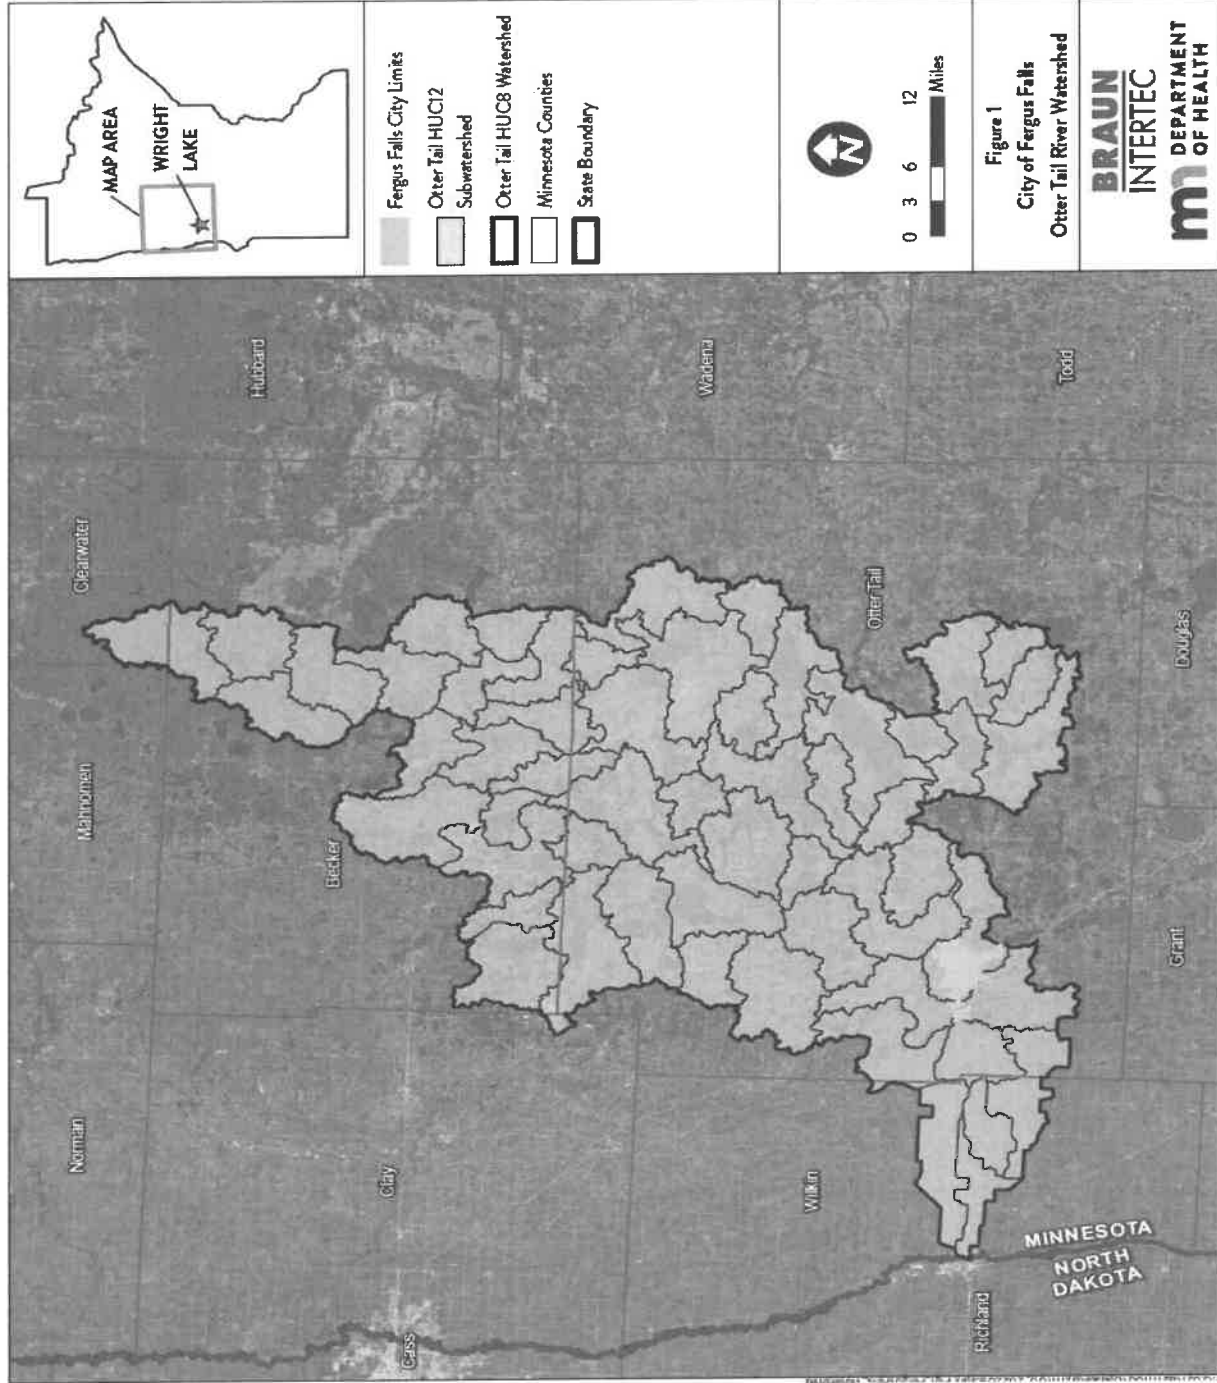 MAP AREA
WRIGHT
LAKE
Fergus Falls City Limits
Otter Tail HUC12
Subwatershed
Otter Tail HUC8 Watershed
Minnesota Counties
State Boundary
N
0 3 6 12
Miles
Figure 1
City of Fergus Falls
Otter Tail River Watershed
BRAUN
INTERTEC
m DEPARTMENT
OF HEALTH
Norman
Mahnomen
Clearwater
Hubbard
Becker
Clay
Cass
Wilkin
Otter Tail
Wadena
Todd
Douglas
Grant
Richland
MINNESOTA
NORTH
DAKOTA